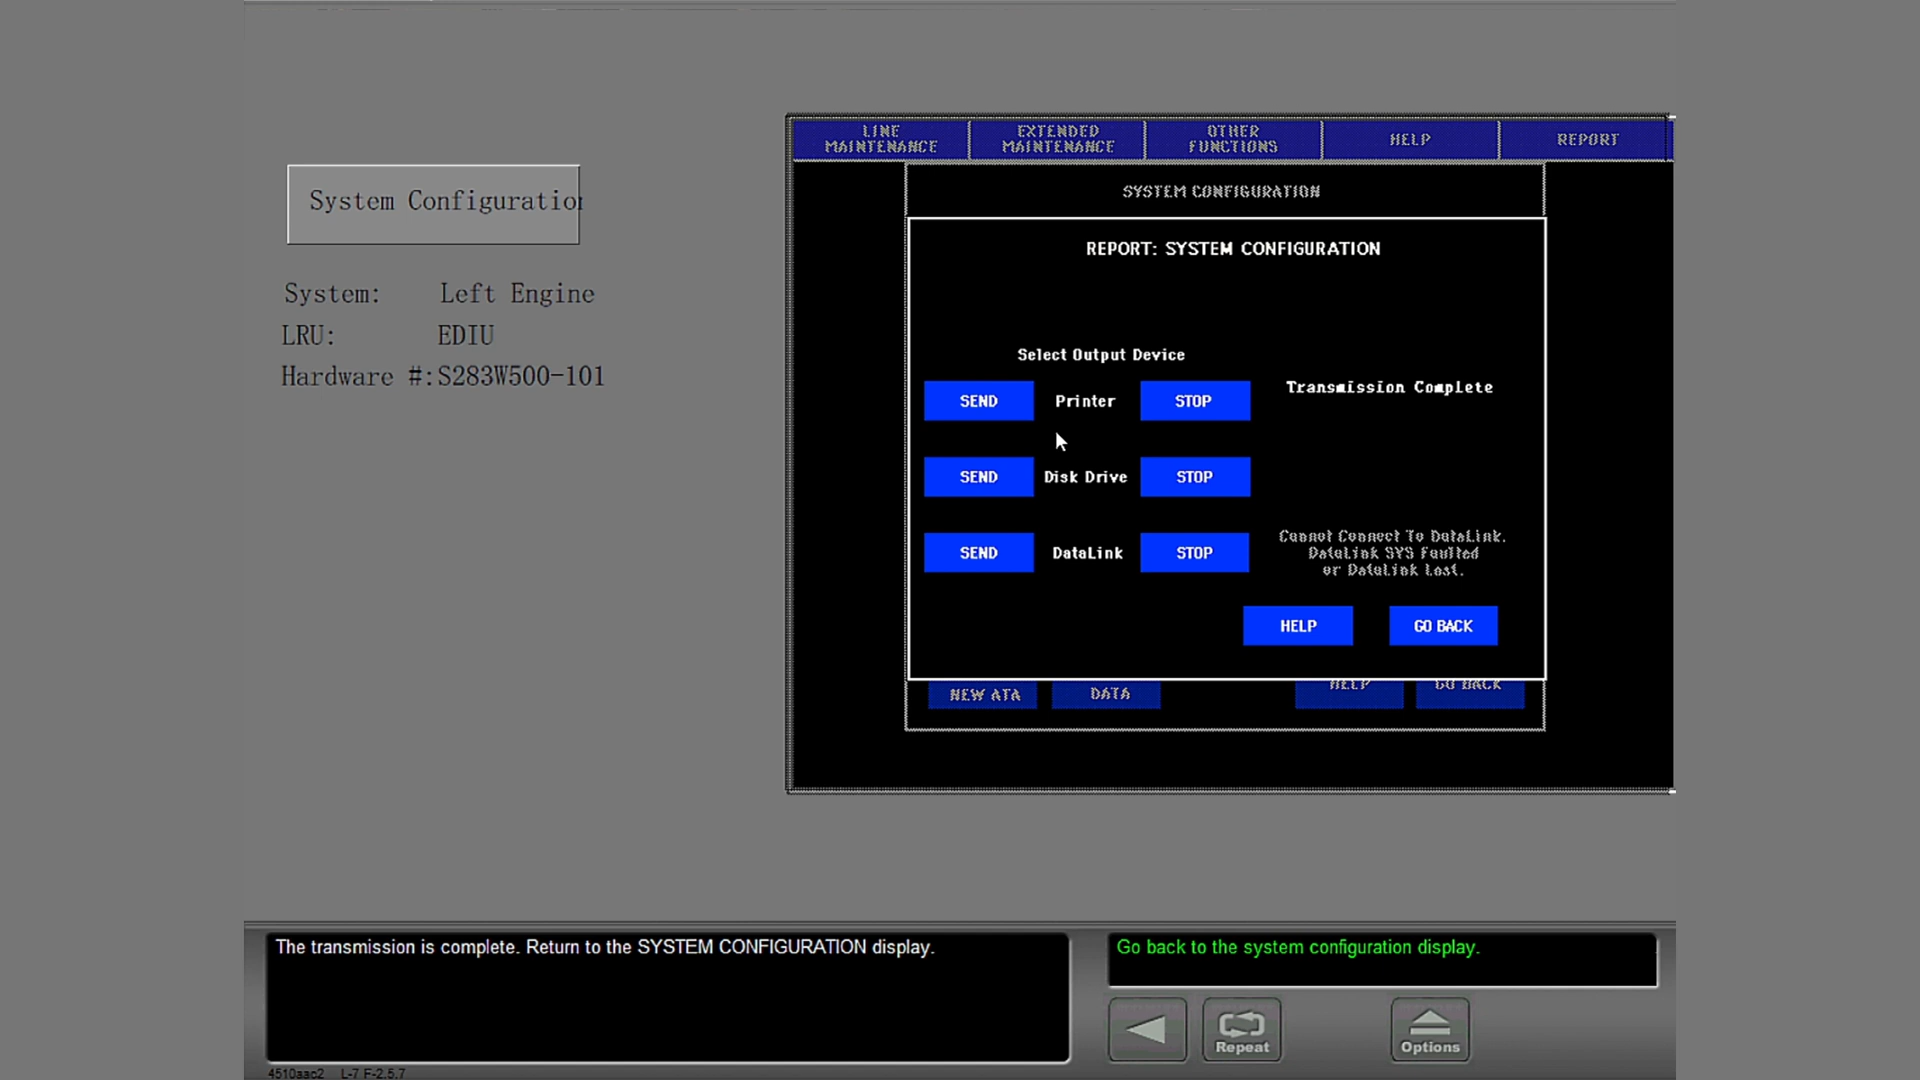 LINE
MAINTENANCE
EXTENDED
MAINTENANCE
OTHER
FUNCTIONS
HELP
REPORT
System Configuration
SYSTEM CONFIGURATION
REPORT: SYSTEM CONFIGURATION
System: Left Engine
LRU: EDIU
Hardware #:S283W500-101
Select Output Device
SEND Printer STOP
Transmission Complete
SEND Disk Drive STOP
SEND DataLink STOP
Cannot Connect To DataLink.
DataLink SYS Faulted
or DataLink Lost.
HELP GO BACK
NEW ATA DATA HELP GO BACK
The transmission is complete. Return to the SYSTEM CONFIGURATION display.
Go back to the system configuration display.
Repeat
Options
4510aac2 L-7 F-2.5.7